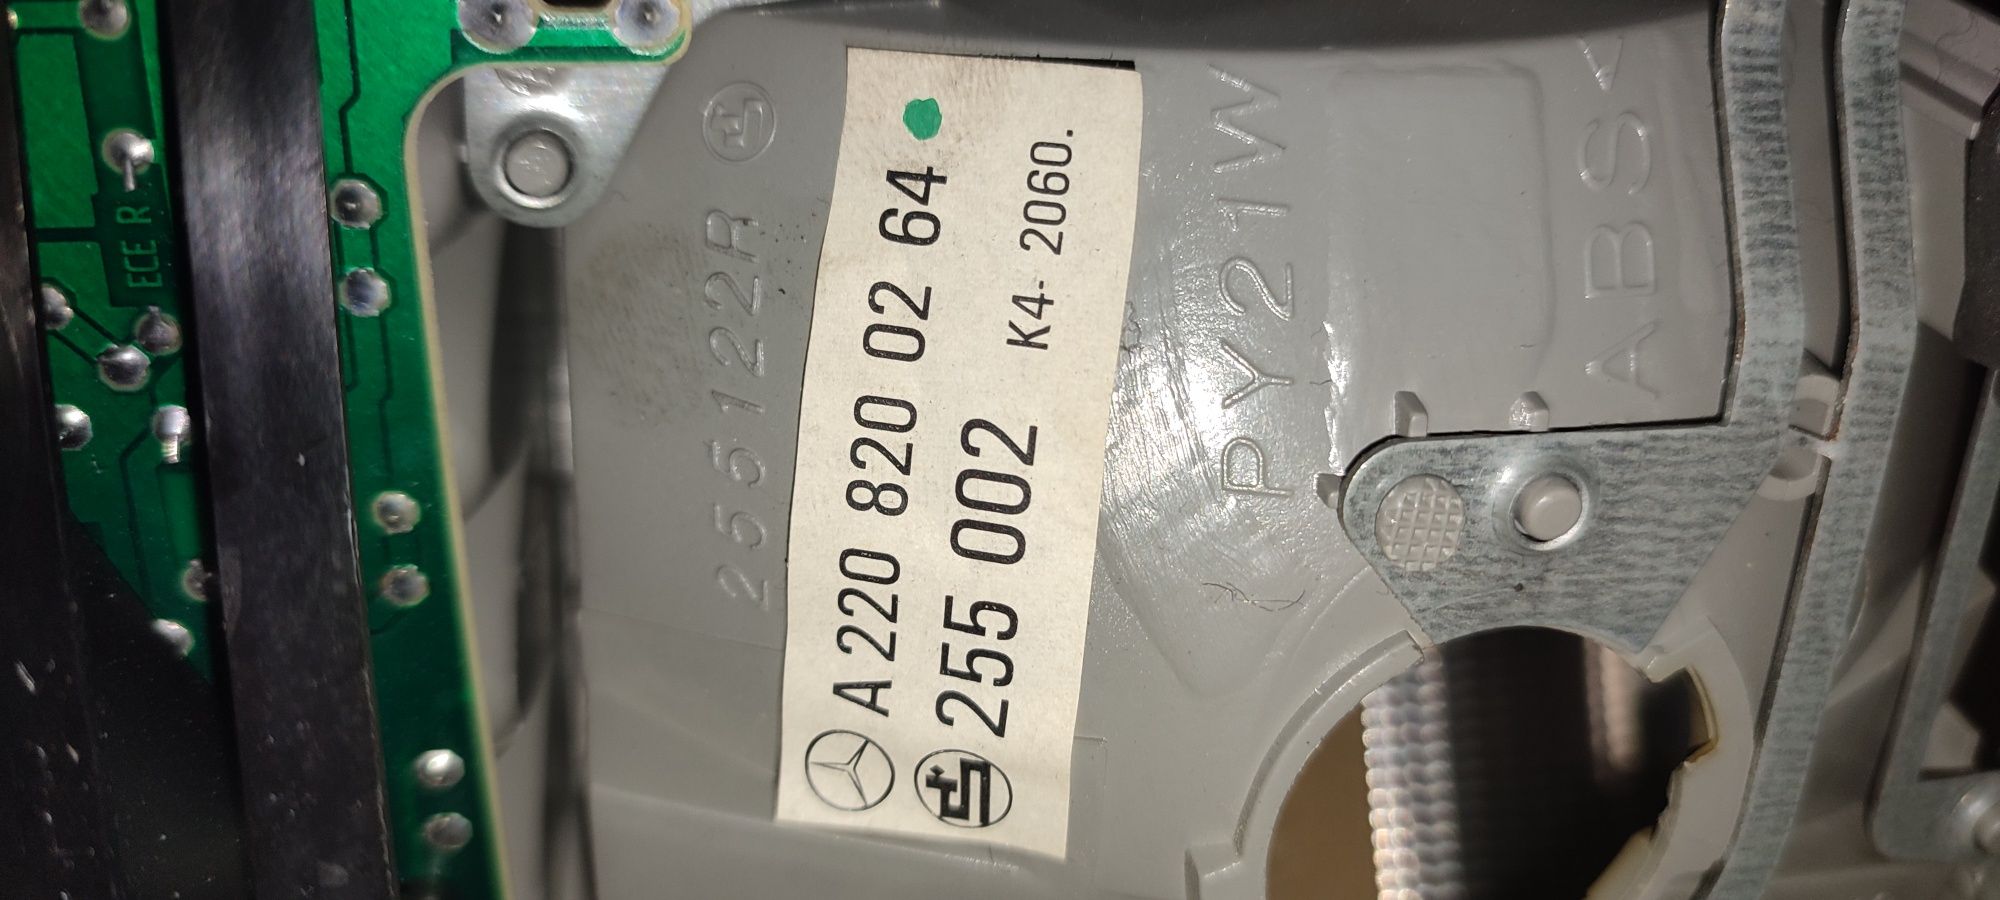 ECE R
255122R
A 220 820 02 64
255 002 K4- 2060.
PY21W
ABS<